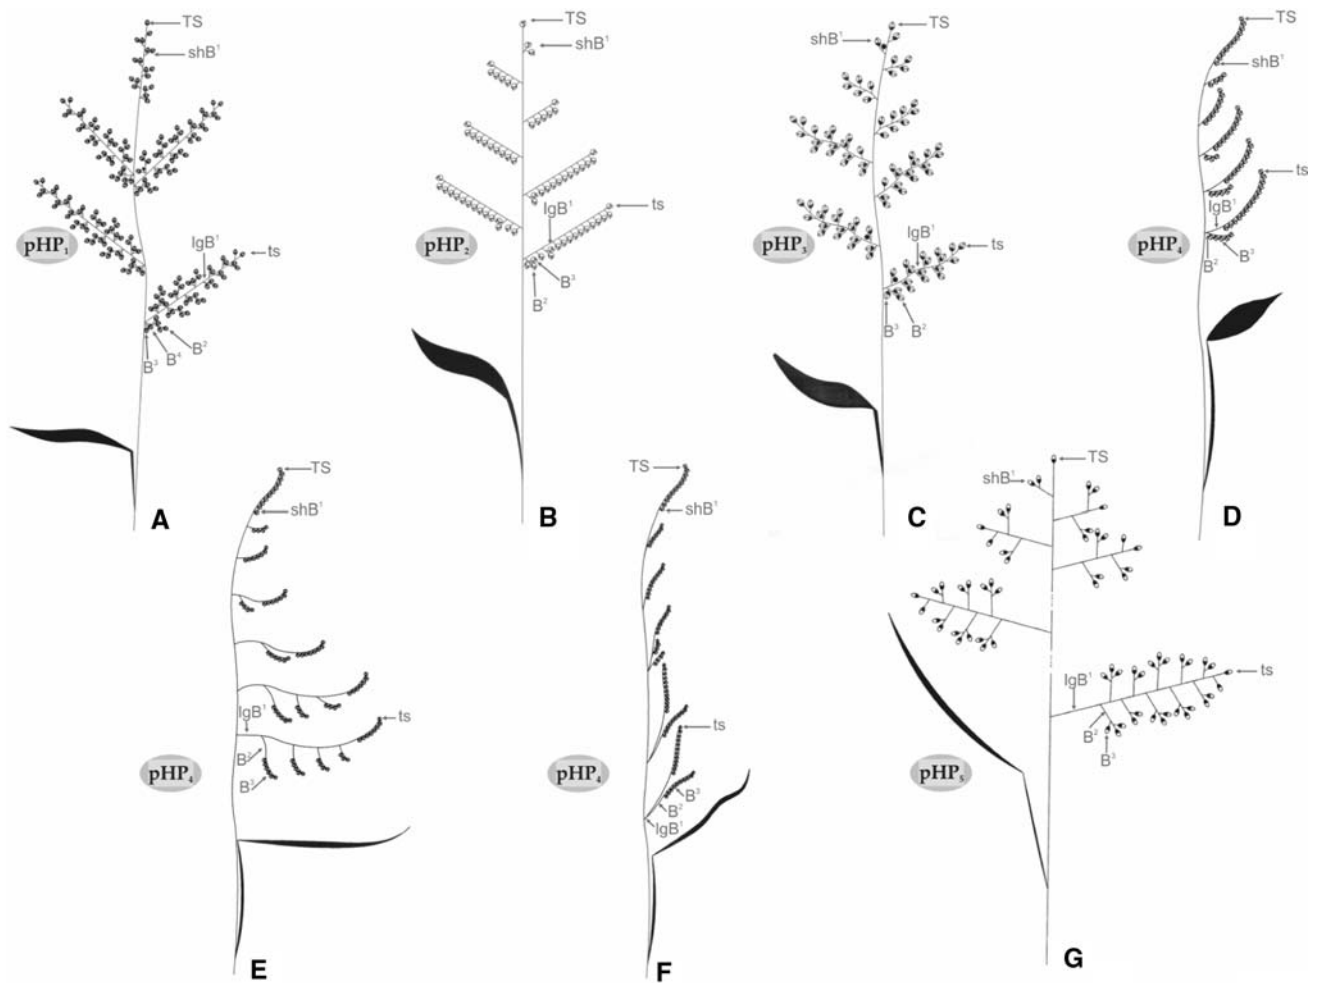 TS
shB¹
lgB¹
ts
pHP₁
B³ B⁴ B²
A
TS
shB¹
lgB¹
ts
pHP₂
B³
B²
B
TS
shB¹
lgB¹
ts
pHP₃
B³ B²
C
TS
shB¹
ts
lgB¹
pHP₄
B² B³
D
TS
shB¹
lgB¹
ts
B²
pHP₄
B³
E
TS
shB¹
ts
pHP₄
B³
B²
lgB¹
F
TS
shB¹
lgB¹
ts
B²
B³
pHP₅
G